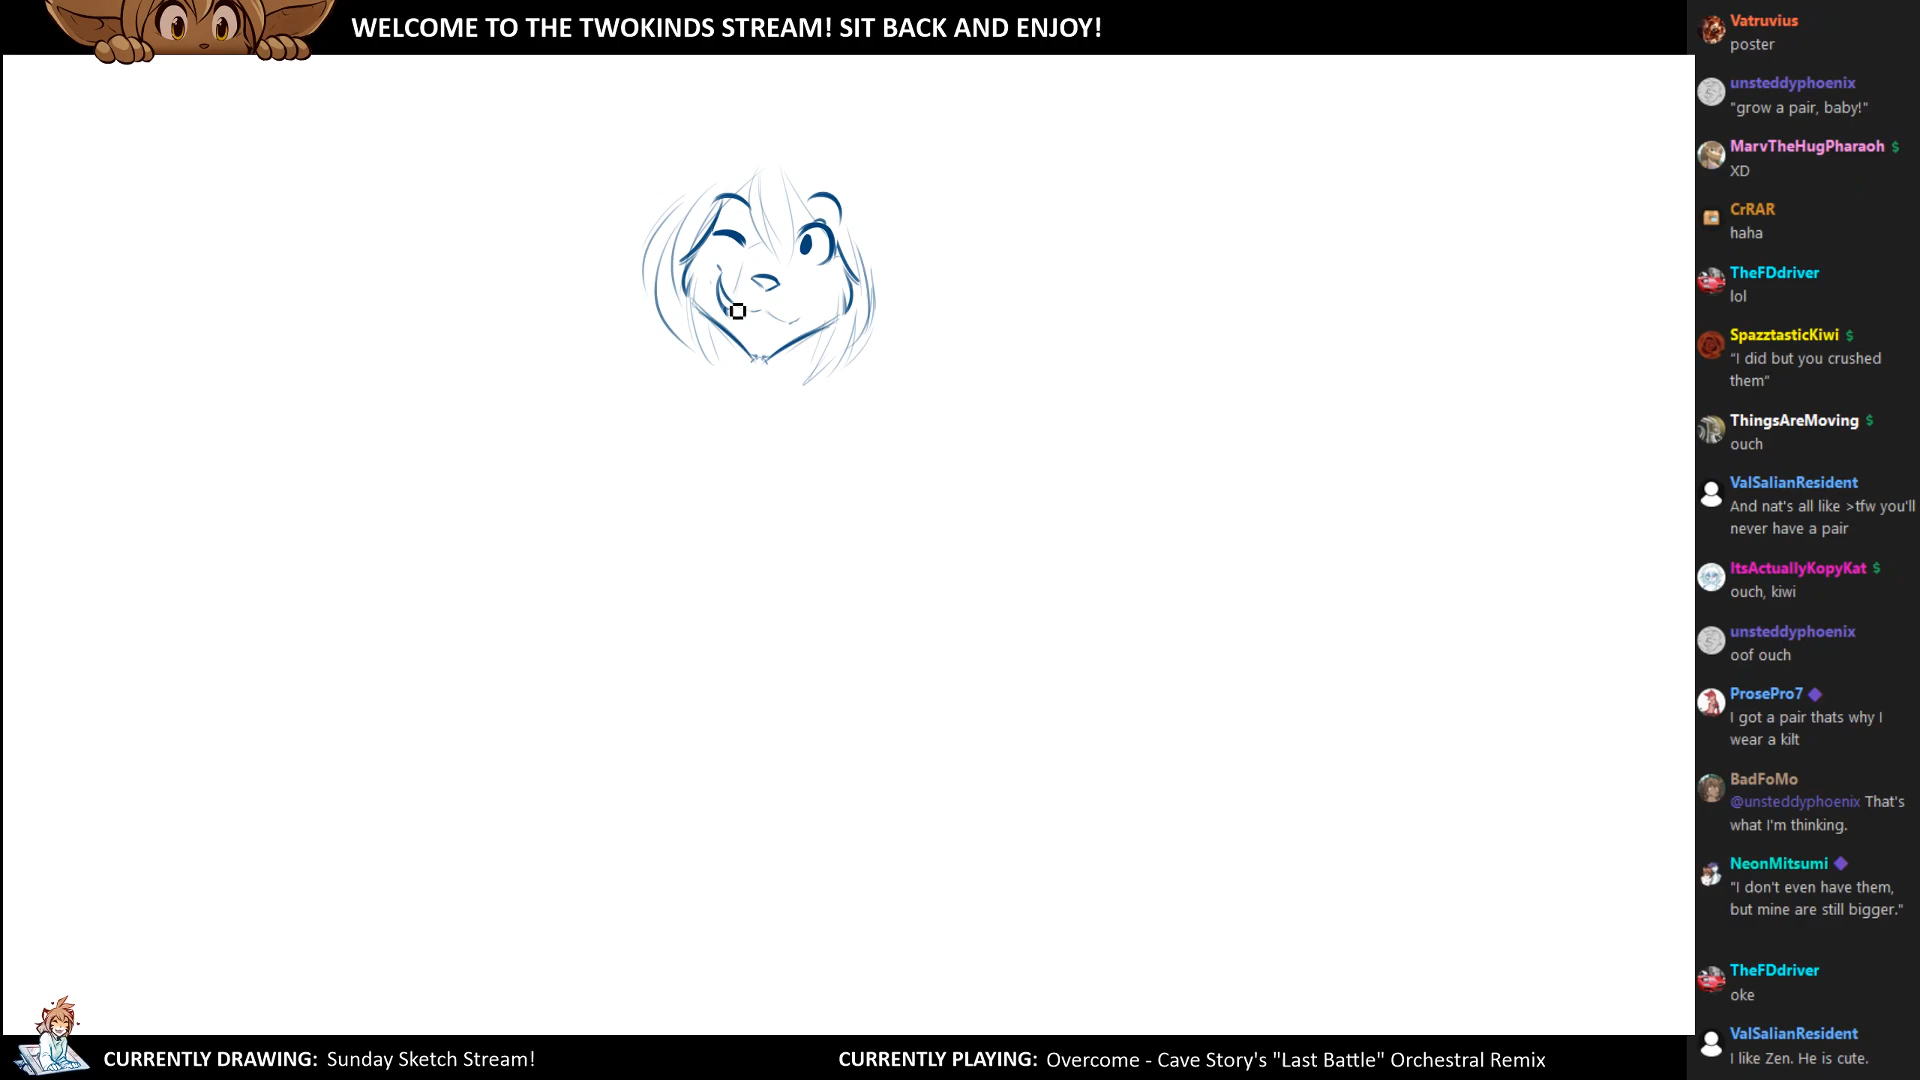 WELCOME TO THE TWOKINDS STREAM! SIT BACK AND ENJOY!
Vatruvius
poster
unsteddyphoenix
"grow a pair, baby!"
MarvTheHugPharaoh $
XD
CrRAR
haha
TheFDdriver
lol
SpazztasticKiwi $
“I did but you crushed
them”
ThingsAreMoving $
ouch
ValSalianResident
And nat's all like >tfw you'll
never have a pair
ItsActuallyKopyKat $
ouch, kiwi
unsteddyphoenix
oof ouch
ProsePro7
I got a pair thats why I
wear a kilt
BadFoMo
@unsteddyphoenix That's
what I'm thinking.
NeonMitsumi
"I don't even have them,
but mine are still bigger."
TheFDdriver
oke
ValSalianResident
I like Zen. He is cute.
CURRENTLY DRAWING: Sunday Sketch Stream!
CURRENTLY PLAYING: Overcome - Cave Story's "Last Battle" Orchestral Remix